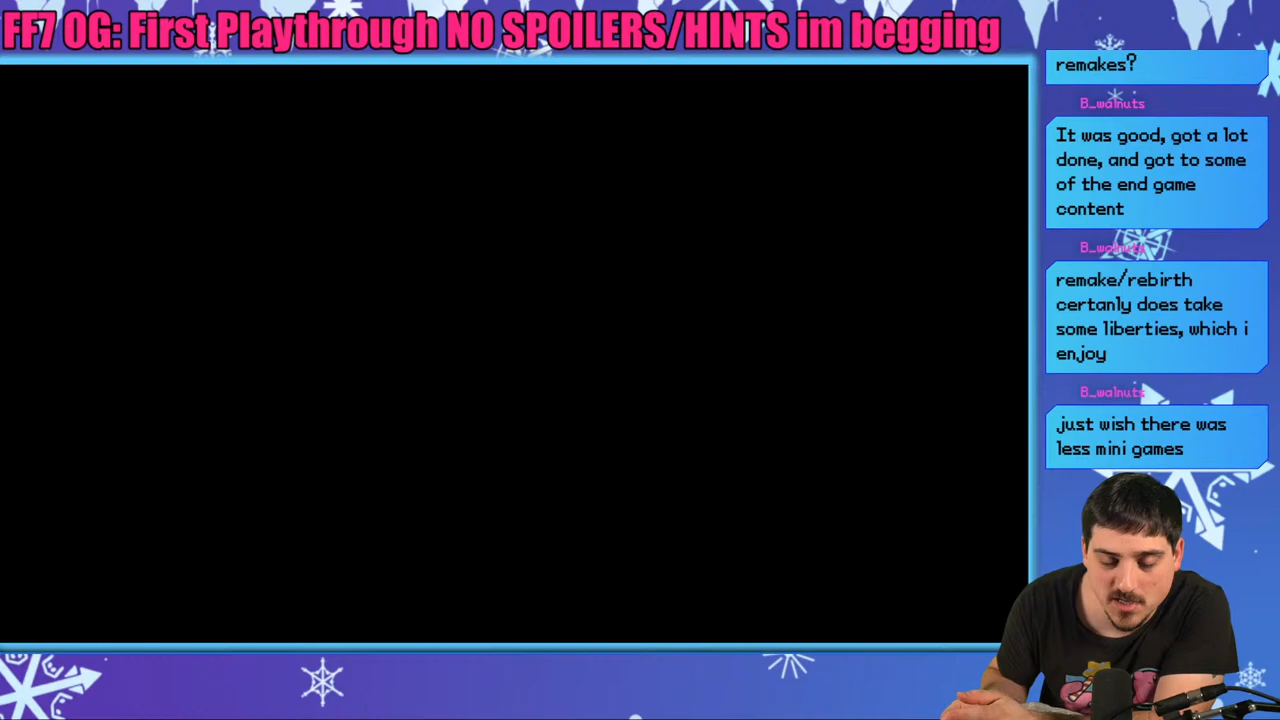 FF7 OG: First Playthrough NO SPOILERS/HINTS im begging
remakes?
B_walnuts
It was good, got a lot
done, and got to some
of the end game
content
B_walnuts
remake/rebirth
certanly does take
some liberties, which i
enjoy
B_walnuts
just wish there was
less mini games